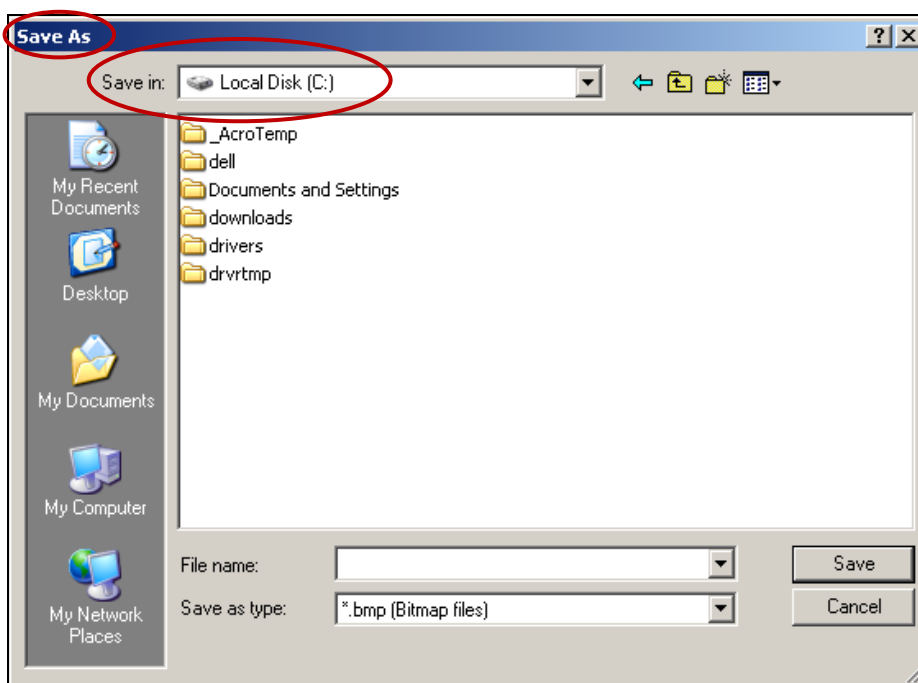 Save As
Save in: Local Disk (C:)
_AcroTemp
dell
Documents and Settings
downloads
drivers
drvrtmp
My Recent
Documents
Desktop
My Documents
My Computer
My Network
Places
File name:
Save
Save as type: *.bmp (Bitmap files)
Cancel